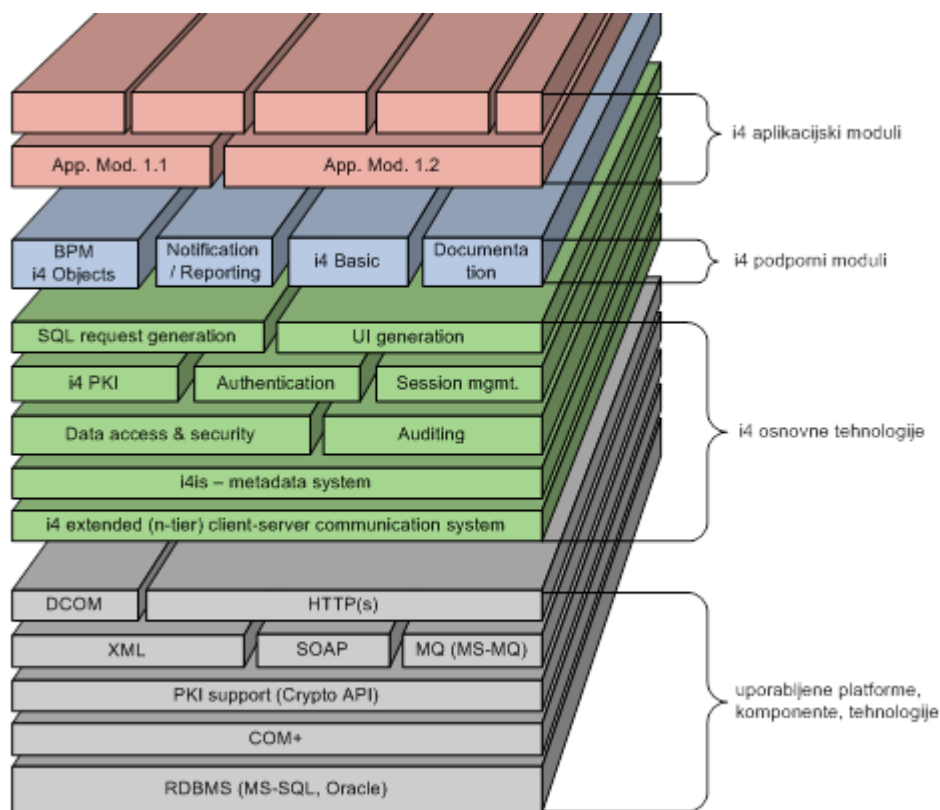 i4 aplikacijski moduli
App. Mod. 1.1
App. Mod. 1.2
BPM
i4 Objects
Notification
/ Reporting
i4 Basic
Documenta
tion
i4 podporni moduli
SQL request generation
UI generation
i4 PKI
Authentication
Session mgmt.
Data access & security
Auditing
i4 osnovne tehnologije
i4is – metadata system
i4 extended (n-tier) client-server communication system
DCOM
HTTP(s)
XML
SOAP
MQ (MS-MQ)
PKI support (Crypto API)
uporabljene platforme,
komponente, tehnologije
COM+
RDBMS (MS-SQL, Oracle)